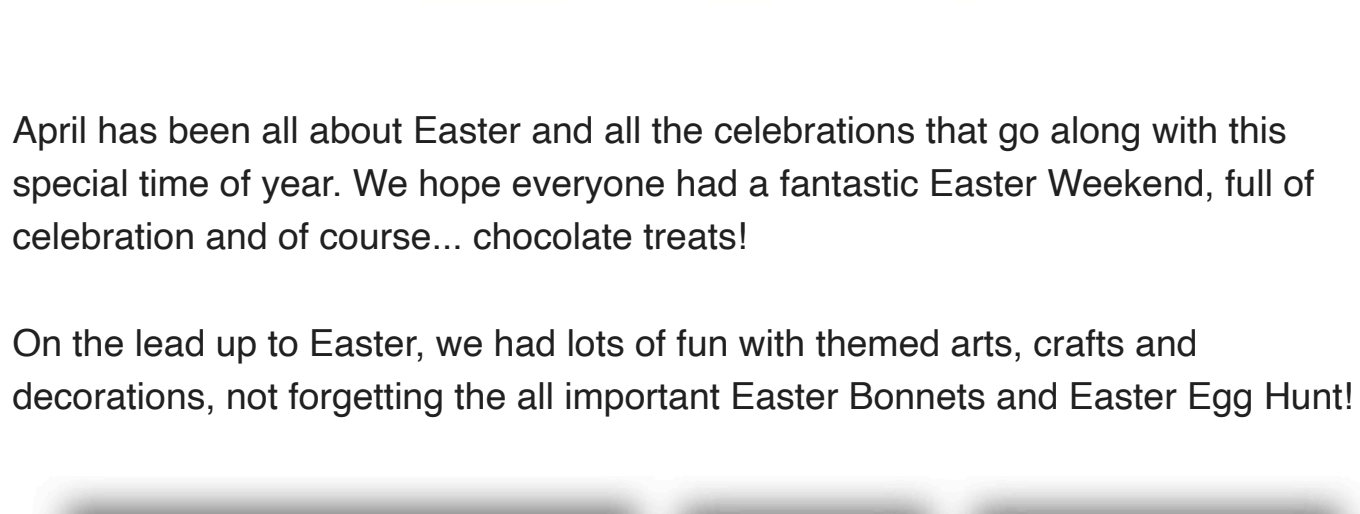 April has been all about Easter and all the celebrations that go along with this
special time of year. We hope everyone had a fantastic Easter Weekend, full of
celebration and of course... chocolate treats!
On the lead up to Easter, we had lots of fun with themed arts, crafts and
decorations, not forgetting the all important Easter Bonnets and Easter Egg Hunt!